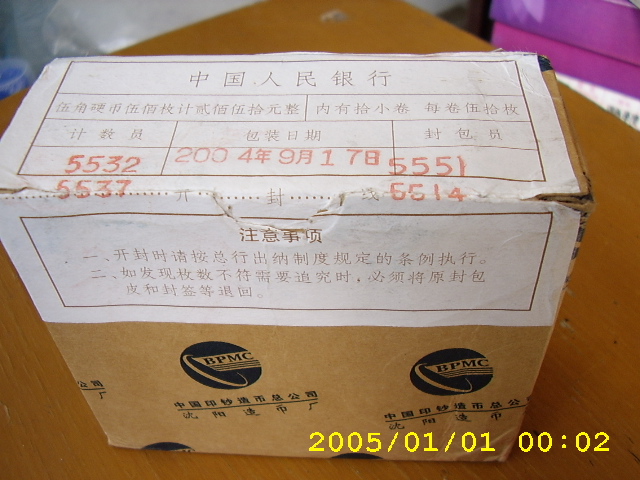 中国人民银行
伍角硬币伍佰枚计贰佰伍拾元整 内有拾小卷 每卷伍拾枚
计数员 包装日期 封包员
5532 2004年9月17日 5551
5537 开 封 线 5514
注意事项
一、开封时请按总行出纳制度规定的条例执行。
二、如发现枚数不符需要追究时，必须将原封包
皮和封签等退回。
BPMC
中国印钞造币总公司
沈阳造币厂
BPMC
中国印钞造币总公司
沈阳造币厂
公司
厂
2005/01/01 00:02